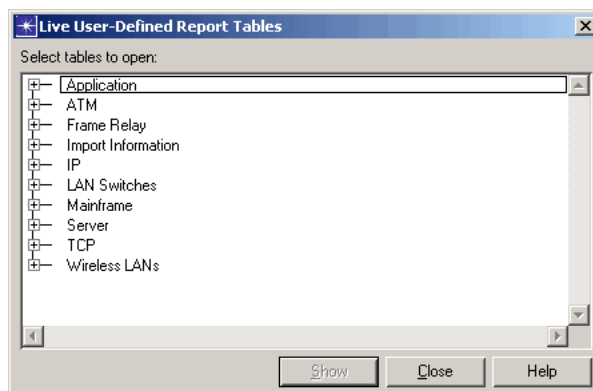 Live User-Defined Report Tables
Select tables to open:
Application
ATM
Frame Relay
Import Information
IP
LAN Switches
Mainframe
Server
TCP
Wireless LANs
Show Close Help